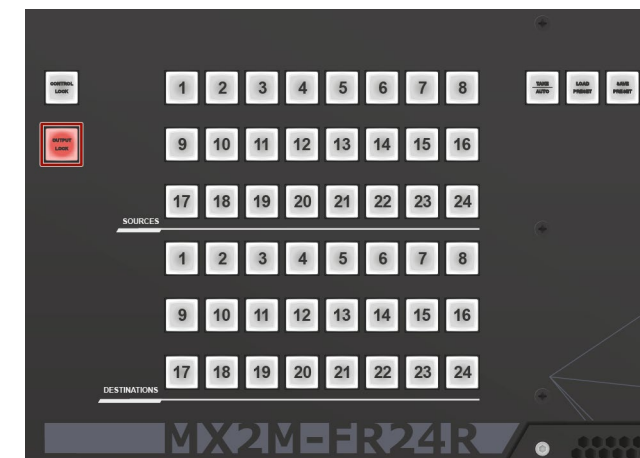 CONTROL
LOCK
1 2 3 4 5 6 7 8
TAKE
AUTO
LOAD
PRESET
SAVE
PRESET
OUTPUT
LOCK
9 10 11 12 13 14 15 16
17 18 19 20 21 22 23 24
SOURCES
1 2 3 4 5 6 7 8
9 10 11 12 13 14 15 16
17 18 19 20 21 22 23 24
DESTINATIONS
MX2M-FR24R